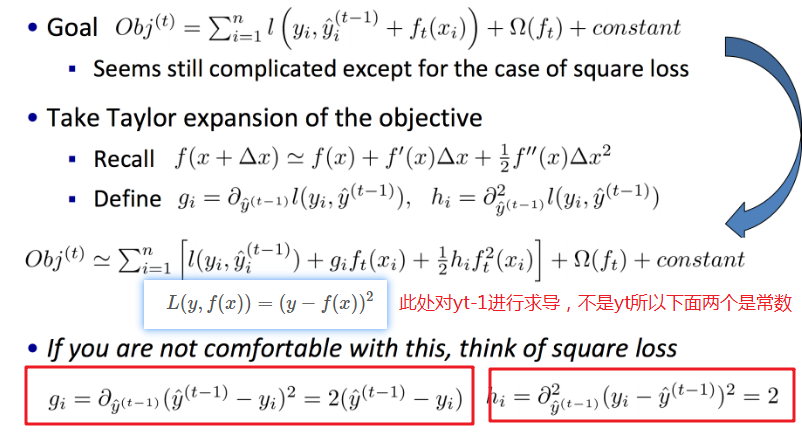 • Goal $Obj^{(t)} = \sum_{i=1}^{n} l\left(y_i, \hat{y}_i^{(t-1)} + f_t(x_i)\right) + \Omega(f_t) + constant$
▪ Seems still complicated except for the case of square loss
• Take Taylor expansion of the objective
▪ Recall $f(x + \Delta x) \simeq f(x) + f'(x)\Delta x + \frac{1}{2} f''(x)\Delta x^2$
▪ Define $g_i = \partial_{\hat{y}^{(t-1)}} l(y_i, \hat{y}^{(t-1)}), \ h_i = \partial^2_{\hat{y}^{(t-1)}} l(y_i, \hat{y}^{(t-1)})$
$Obj^{(t)} \simeq \sum_{i=1}^{n} \left[ l(y_i, \hat{y}_i^{(t-1)}) + g_i f_t(x_i) + \frac{1}{2} h_i f_t^2(x_i) \right] + \Omega(f_t) + constant$
$L(y, f(x)) = (y - f(x))^2$ 此处对yt-1进行求导，不是yt所以下面两个是常数
• If you are not comfortable with this, think of square loss
$g_i = \partial_{\hat{y}^{(t-1)}} (\hat{y}^{(t-1)} - y_i)^2 = 2(\hat{y}^{(t-1)} - y_i)$ $h_i = \partial^2_{\hat{y}^{(t-1)}} (y_i - \hat{y}^{(t-1)})^2 = 2$